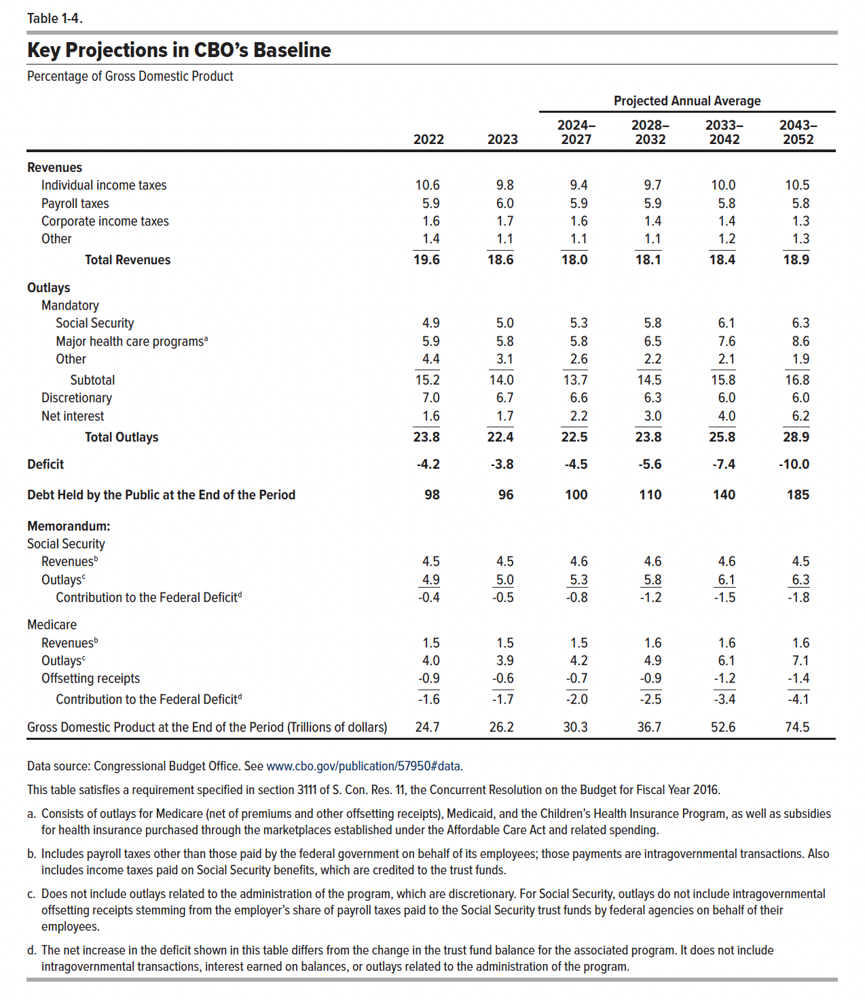 Table 1-4.
Key Projections in CBO’s Baseline
Percentage of Gross Domestic Product
Projected Annual Average
2022 2023 2024–2027 2028–2032 2033–2042 2043–2052
Revenues
Individual income taxes 10.6 9.8 9.4 9.7 10.0 10.5
Payroll taxes 5.9 6.0 5.9 5.9 5.8 5.8
Corporate income taxes 1.6 1.7 1.6 1.4 1.4 1.3
Other 1.4 1.1 1.1 1.1 1.2 1.3
Total Revenues 19.6 18.6 18.0 18.1 18.4 18.9
Outlays
Mandatory
Social Security 4.9 5.0 5.3 5.8 6.1 6.3
Major health care programsᵃ 5.9 5.8 5.8 6.5 7.6 8.6
Other 4.4 3.1 2.6 2.2 2.1 1.9
Subtotal 15.2 14.0 13.7 14.5 15.8 16.8
Discretionary 7.0 6.7 6.6 6.3 6.0 6.0
Net interest 1.6 1.7 2.2 3.0 4.0 6.2
Total Outlays 23.8 22.4 22.5 23.8 25.8 28.9
Deficit -4.2 -3.8 -4.5 -5.6 -7.4 -10.0
Debt Held by the Public at the End of the Period 98 96 100 110 140 185
Memorandum:
Social Security
Revenuesᵇ 4.5 4.5 4.6 4.6 4.6 4.5
Outlaysᶜ 4.9 5.0 5.3 5.8 6.1 6.3
Contribution to the Federal Deficitᵈ -0.4 -0.5 -0.8 -1.2 -1.5 -1.8
Medicare
Revenuesᵇ 1.5 1.5 1.5 1.6 1.6 1.6
Outlaysᶜ 4.0 3.9 4.2 4.9 6.1 7.1
Offsetting receipts -0.9 -0.6 -0.7 -0.9 -1.2 -1.4
Contribution to the Federal Deficitᵈ -1.6 -1.7 -2.0 -2.5 -3.4 -4.1
Gross Domestic Product at the End of the Period (Trillions of dollars) 24.7 26.2 30.3 36.7 52.6 74.5
Data source: Congressional Budget Office. See www.cbo.gov/publication/57950#data.
This table satisfies a requirement specified in section 3111 of S. Con. Res. 11, the Concurrent Resolution on the Budget for Fiscal Year 2016.
a. Consists of outlays for Medicare (net of premiums and other offsetting receipts), Medicaid, and the Children’s Health Insurance Program, as well as subsidies
for health insurance purchased through the marketplaces established under the Affordable Care Act and related spending.
b. Includes payroll taxes other than those paid by the federal government on behalf of its employees; those payments are intragovernmental transactions. Also
includes income taxes paid on Social Security benefits, which are credited to the trust funds.
c. Does not include outlays related to the administration of the program, which are discretionary. For Social Security, outlays do not include intragovernmental
offsetting receipts stemming from the employer’s share of payroll taxes paid to the Social Security trust funds by federal agencies on behalf of their
employees.
d. The net increase in the deficit shown in this table differs from the change in the trust fund balance for the associated program. It does not include
intragovernmental transactions, interest earned on balances, or outlays related to the administration of the program.